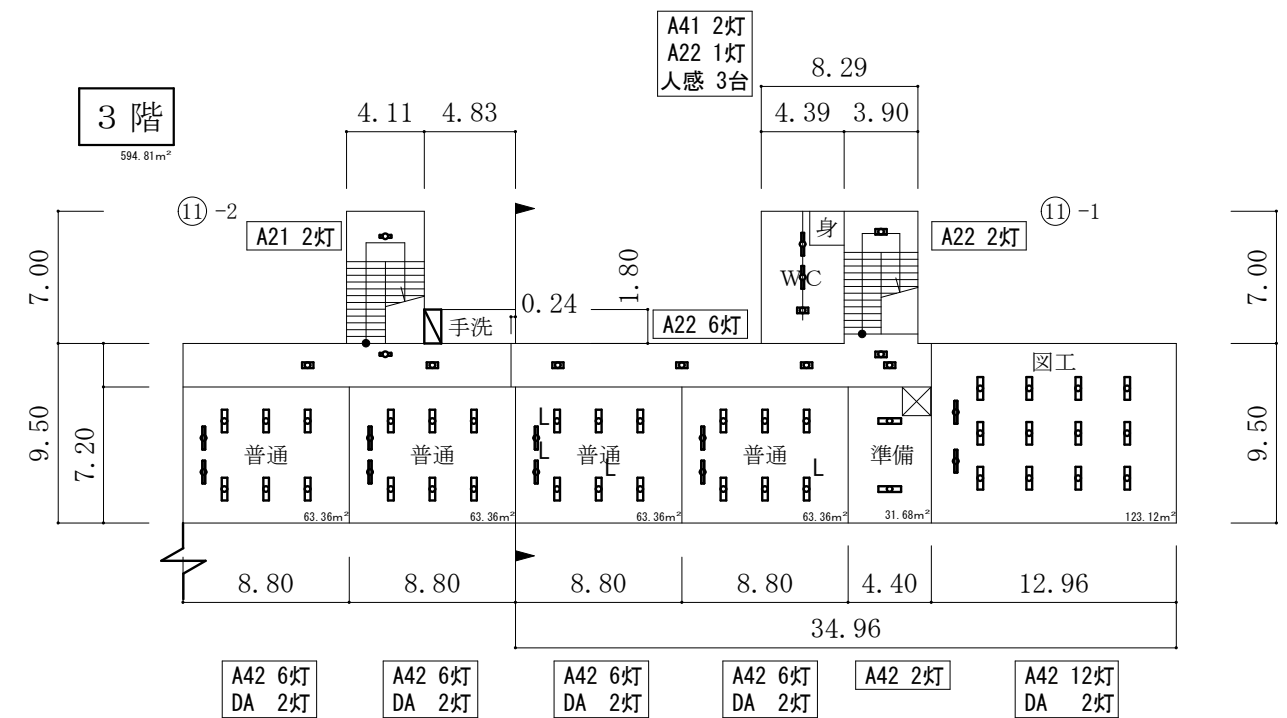 A41 2灯
A22 1灯
人感 3台
8.29
3 階
594.81m²
4.11
4.83
4.39
3.90
⑪-2
A21 2灯
身
⑪-1
A22 2灯
7.00
WC
1.80
7.00
0.24
手洗
A22 6灯
図工
9.50
7.20
普通
普通
L
L
普通
L
普通
L
準備
9.50
63.36m²
63.36m²
63.36m²
63.36m²
31.68m²
123.12m²
8.80
8.80
8.80
8.80
4.40
12.96
34.96
A42 6灯
DA 2灯
A42 6灯
DA 2灯
A42 6灯
DA 2灯
A42 6灯
DA 2灯
A42 2灯
A42 12灯
DA 2灯